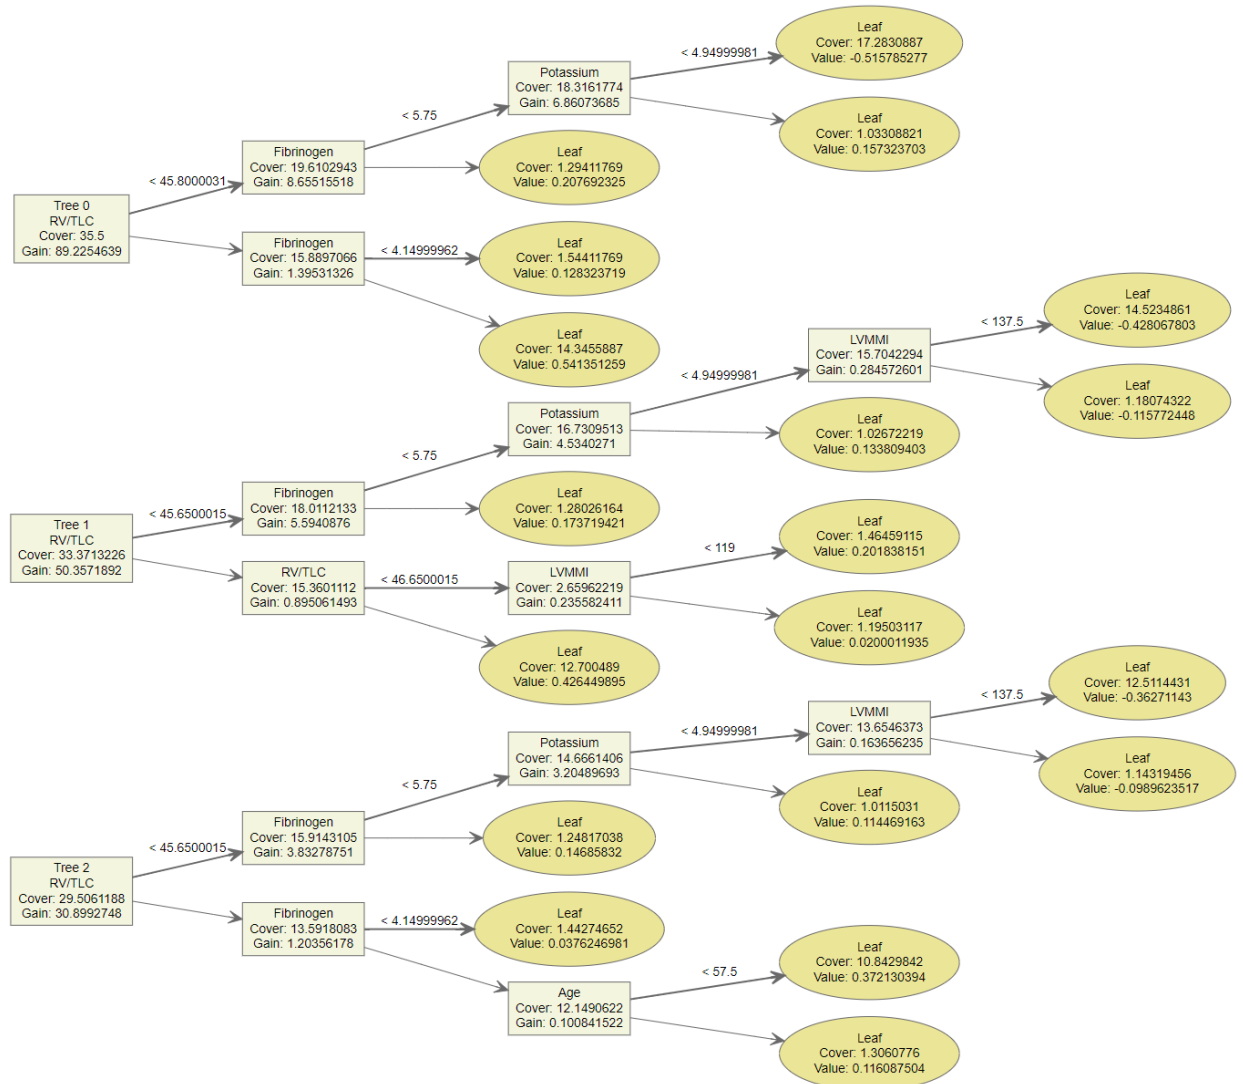 Leaf
Cover: 17.2830887
Value: -0.515785277
< 4.94999981
Potassium
Cover: 18.3161774
Gain: 6.86073685
Leaf
Cover: 1.03308821
Value: 0.157323703
< 5.75
Fibrinogen
Cover: 19.6102943
Gain: 8.65515518
Leaf
Cover: 1.29411769
Value: 0.207692325
< 45.8000031
Tree 0
RV/TLC
Cover: 35.5
Gain: 89.2254639
Fibrinogen
Cover: 15.8897066
Gain: 1.39531326
< 4.14999962
Leaf
Cover: 1.54411769
Value: 0.128323719
Leaf
Cover: 14.3455887
Value: 0.541351259
Leaf
Cover: 14.5234861
Value: -0.428067803
< 137.5
LVMMI
Cover: 15.7042294
Gain: 0.284572601
Leaf
Cover: 1.18074322
Value: -0.115772448
< 4.94999981
Potassium
Cover: 16.7309513
Gain: 4.5340271
Leaf
Cover: 1.02672219
Value: 0.133809403
< 5.75
Fibrinogen
Cover: 18.0112133
Gain: 5.5940876
Leaf
Cover: 1.28026164
Value: 0.173719421
< 45.6500015
Tree 1
RV/TLC
Cover: 33.3713226
Gain: 50.3571892
RV/TLC
Cover: 15.3601112
Gain: 0.895061493
< 46.6500015
LVMMI
Cover: 2.65962219
Gain: 0.235582411
< 119
Leaf
Cover: 1.46459115
Value: 0.201838151
Leaf
Cover: 1.19503117
Value: 0.0200011935
Leaf
Cover: 12.700489
Value: 0.426449895
Leaf
Cover: 12.5114431
Value: -0.36271143
< 137.5
LVMMI
Cover: 13.6546373
Gain: 0.163656235
Leaf
Cover: 1.14319456
Value: -0.0989623517
< 4.94999981
Potassium
Cover: 14.6661406
Gain: 3.20489693
Leaf
Cover: 1.0115031
Value: 0.114469163
< 5.75
Fibrinogen
Cover: 15.9143105
Gain: 3.83278751
Leaf
Cover: 1.24817038
Value: 0.14685832
< 45.6500015
Tree 2
RV/TLC
Cover: 29.5061188
Gain: 30.8992748
Fibrinogen
Cover: 13.5918083
Gain: 1.20356178
< 4.14999962
Leaf
Cover: 1.44274652
Value: 0.0376246981
Age
Cover: 12.1490622
Gain: 0.100841522
< 57.5
Leaf
Cover: 10.8429842
Value: 0.372130394
Leaf
Cover: 1.3060776
Value: 0.116087504